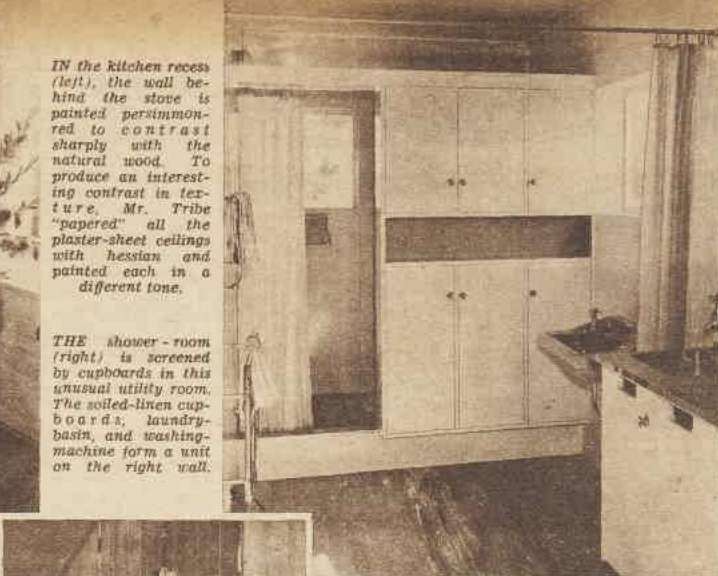 IN the kitchen recess
(left), the wall be-
hind the stove is
painted persimmon-
red to contrast
sharply with the
natural wood. To
produce an interest-
ing contrast in tex-
ture, Mr. Tribe
"papered" all the
plaster-sheet ceilings
with hessian and
painted each in a
different tone.
THE shower-room
(right) is screened
by cupboards in this
unusual utility room.
The soiled-linen cup-
boards, laundry-
basin, and washing-
machine form a unit
on the right wall.